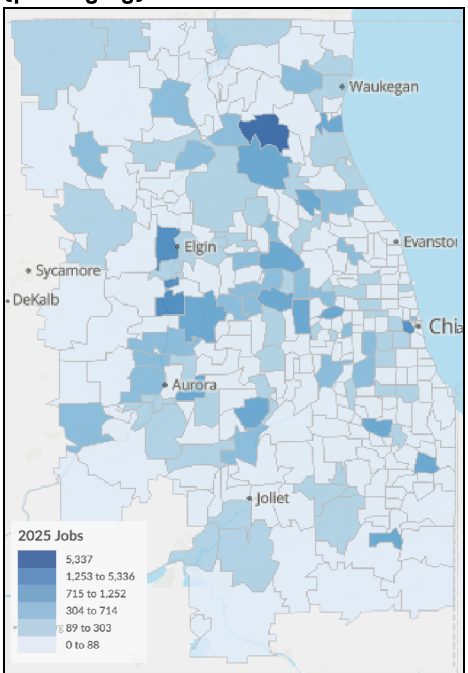 Waukegan
Evanston
Elgin
Sycamore
DeKalb
Chia
Aurora
Joliet
2025 Jobs
5,337
1,253 to 5,336
715 to 1,252
304 to 714
89 to 303
0 to 88